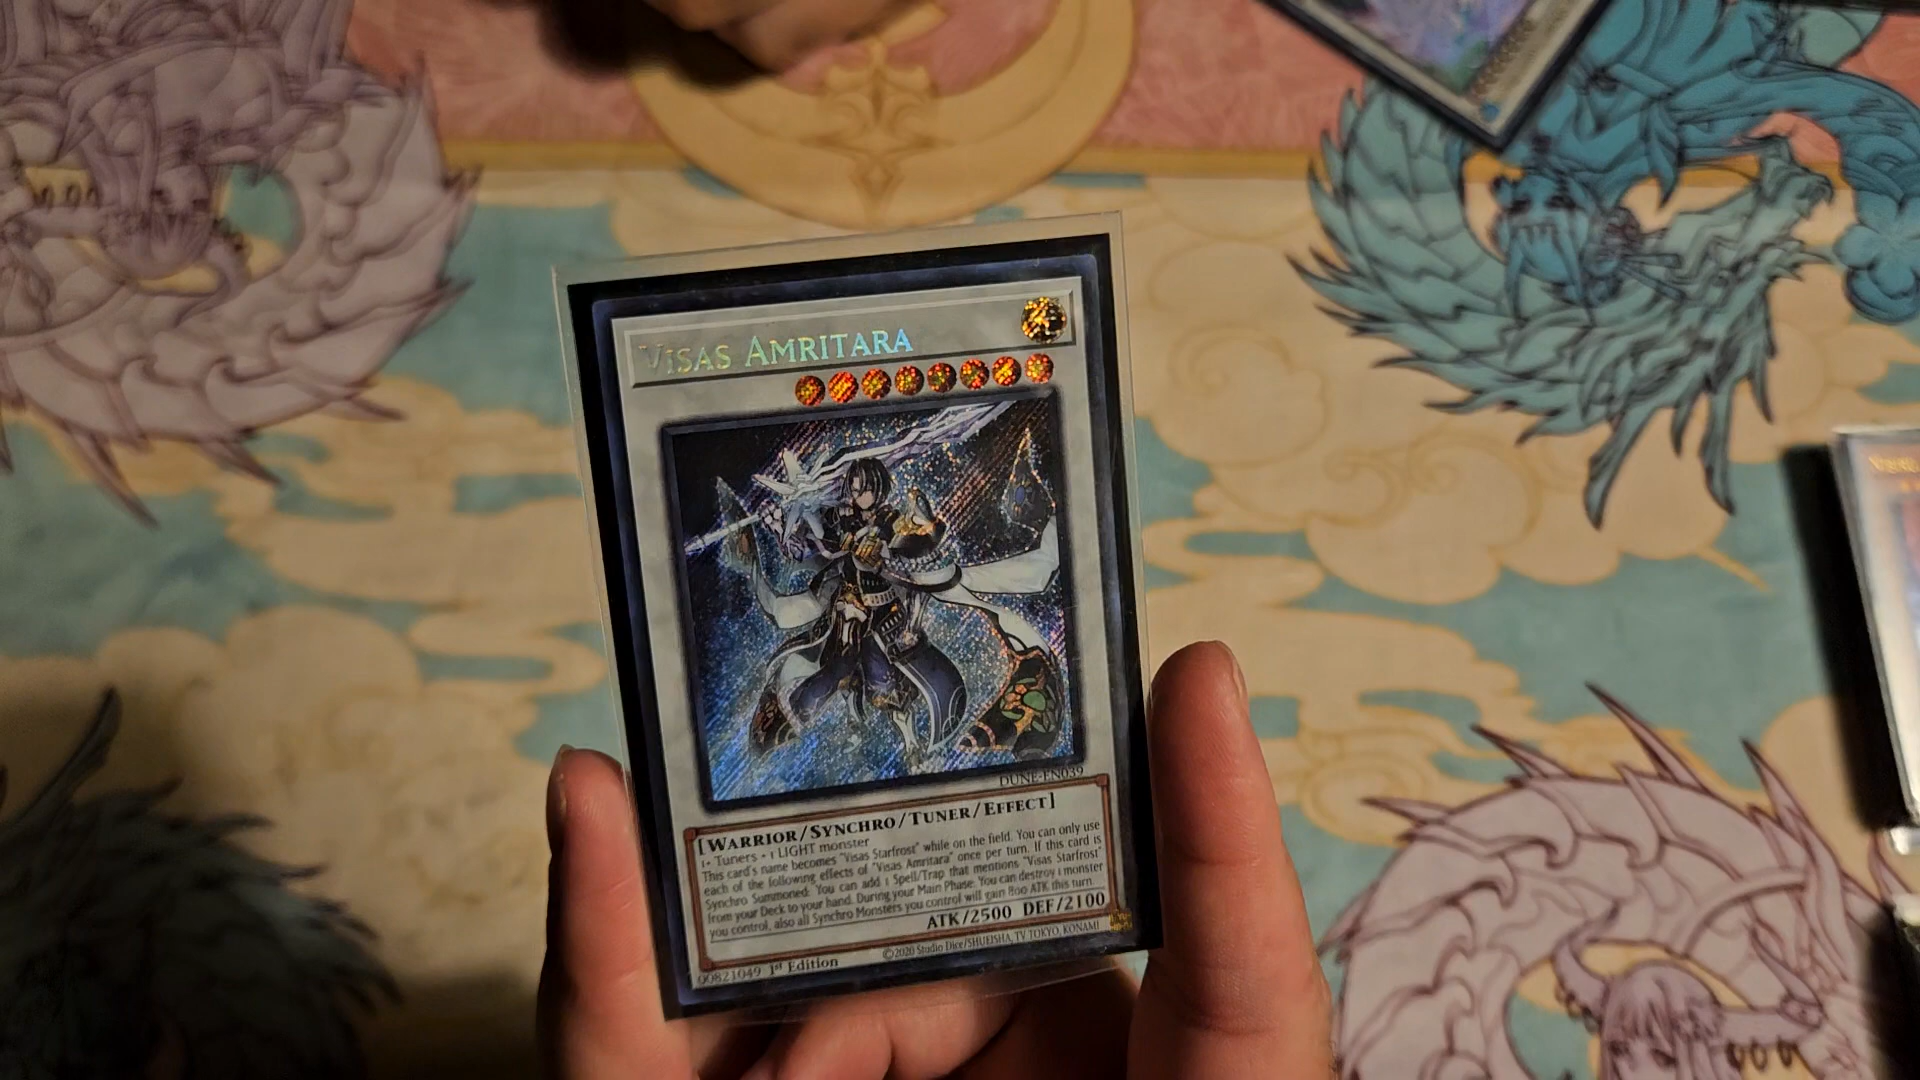 VISAS AMRITARA
DUNE-EN039
[WARRIOR/SYNCHRO/TUNER/EFFECT]
1+ Tuners + 1 LIGHT monster
This card's name becomes "Visas Starfrost" while on the field. You can only use
each of the following effects of "Visas Amritara" once per turn. If this card is
Synchro Summoned: You can add 1 Spell/Trap that mentions "Visas Starfrost"
from your Deck to your hand. During your Main Phase: You can destroy 1 monster
you control, also all Synchro Monsters you control will gain 800 ATK this turn.
ATK/2500 DEF/2100
00821049 1st Edition ©2020 Studio Dice/SHUEISHA, TV TOKYO, KONAMI